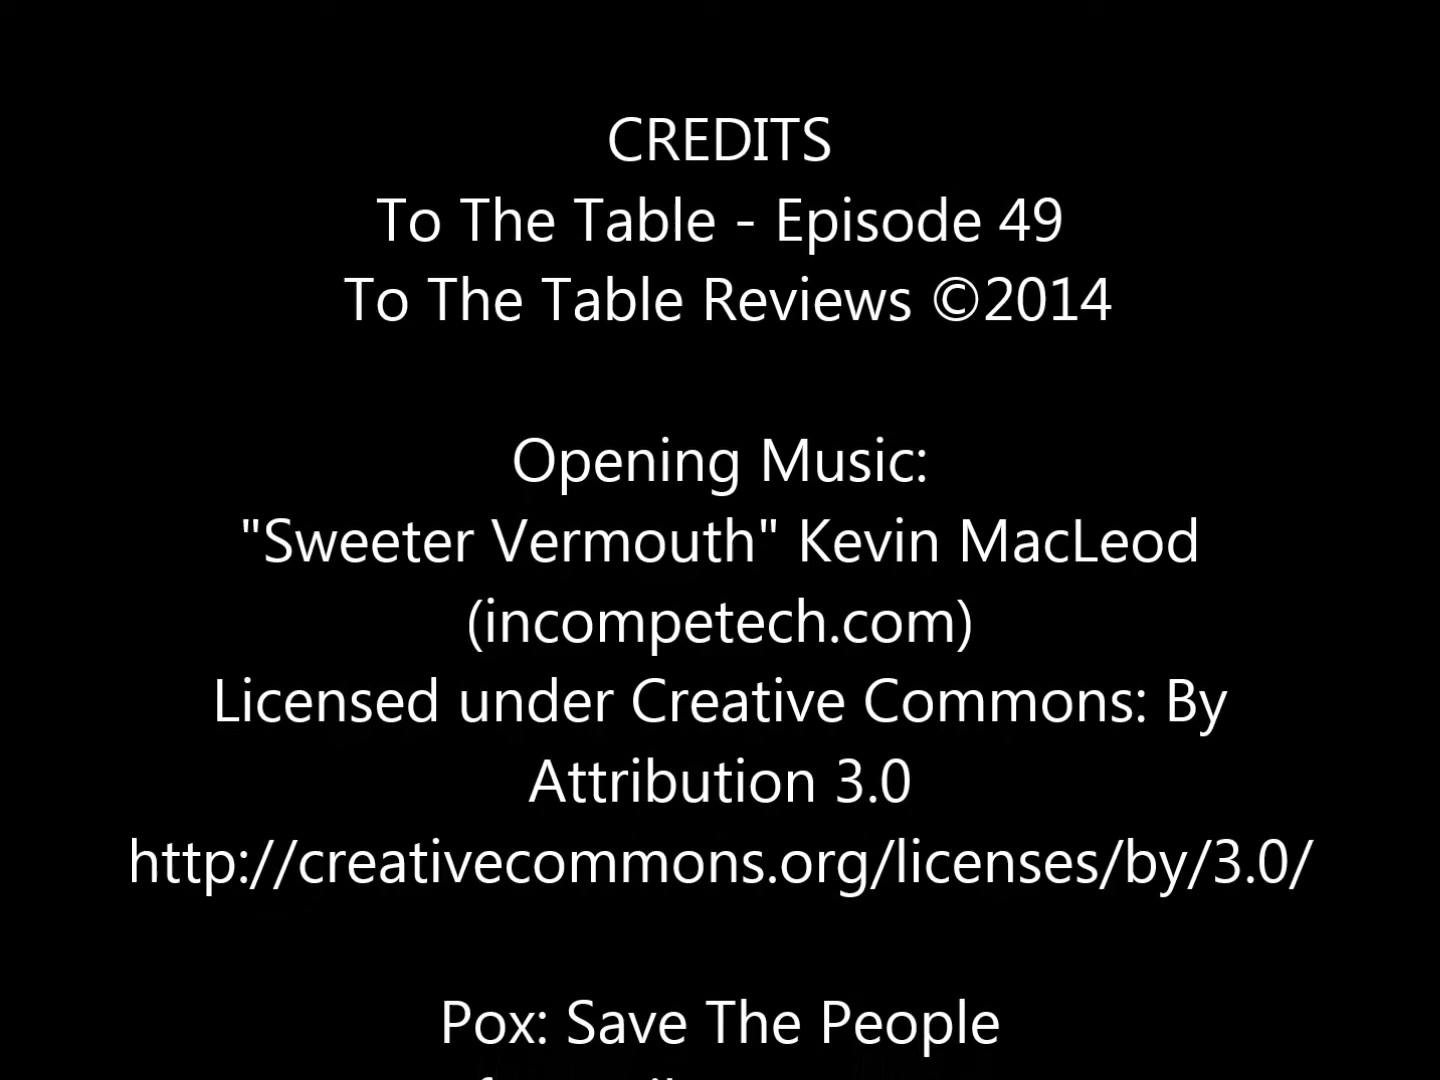 CREDITS
To The Table - Episode 49
To The Table Reviews ©2014
Opening Music:
"Sweeter Vermouth" Kevin MacLeod
(incompetech.com)
Licensed under Creative Commons: By
Attribution 3.0
http://creativecommons.org/licenses/by/3.0/
Pox: Save The People